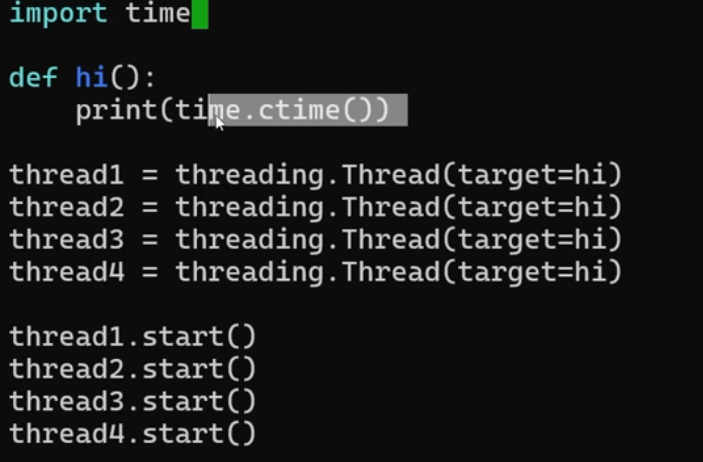 import time
def hi():
    print(time.ctime())
thread1 = threading.Thread(target=hi)
thread2 = threading.Thread(target=hi)
thread3 = threading.Thread(target=hi)
thread4 = threading.Thread(target=hi)
thread1.start()
thread2.start()
thread3.start()
thread4.start()